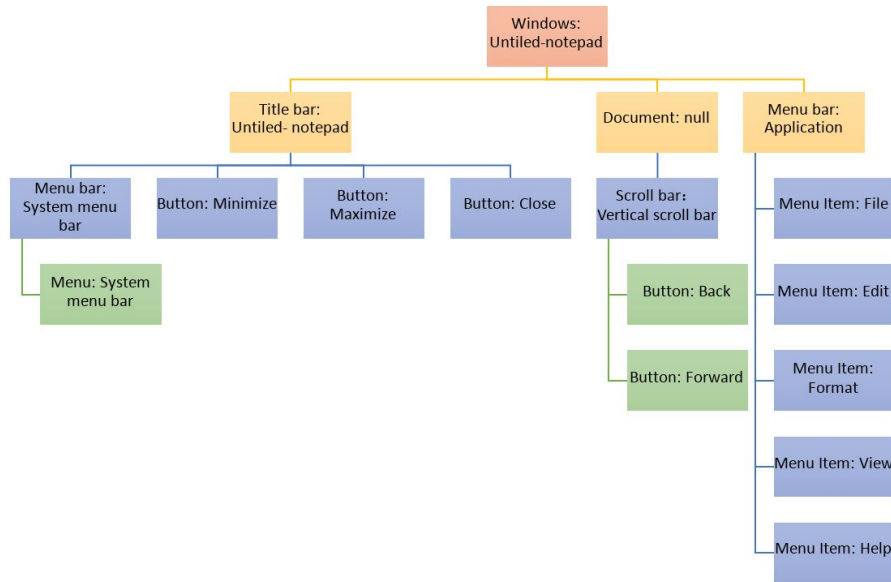 Windows:
Untiled-notepad
Title bar:
Untiled- notepad
Document: null
Menu bar:
Application
Menu bar:
System menu
bar
Button: Minimize
Button:
Maximize
Button: Close
Scroll bar：
Vertical scroll bar
Menu Item: File
Menu: System
menu bar
Button: Back
Menu Item: Edit
Button: Forward
Menu Item:
Format
Menu Item: View
Menu Item: Help